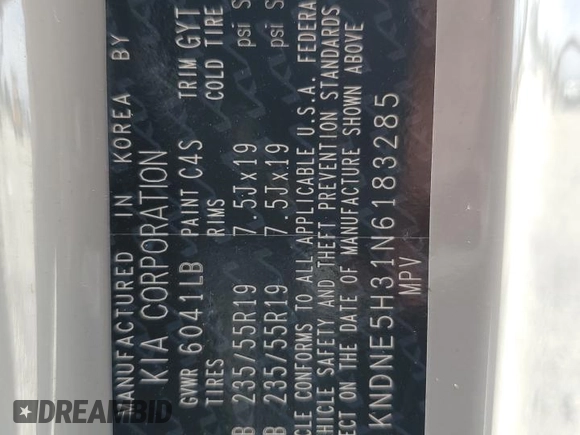 MANUFACTURED IN KOREA BY
KIA CORPORATION
GVWR 6041LB PAINT C4S TRIM GYT
TIRES RIMS COLD TIRE
B 235/55R19 7.5Jx19 psi S
B 235/55R19 7.5Jx19 psi S
CLE CONFORMS TO ALL APPLICABLE U.S.A. FEDERA
HICLE SAFETY AND THEFT PREVENTION STANDARDS
ECT ON THE DATE OF MANUFACTURE SHOWN ABOVE
KNDNE5H31N6183285
MPV
DREAMBID